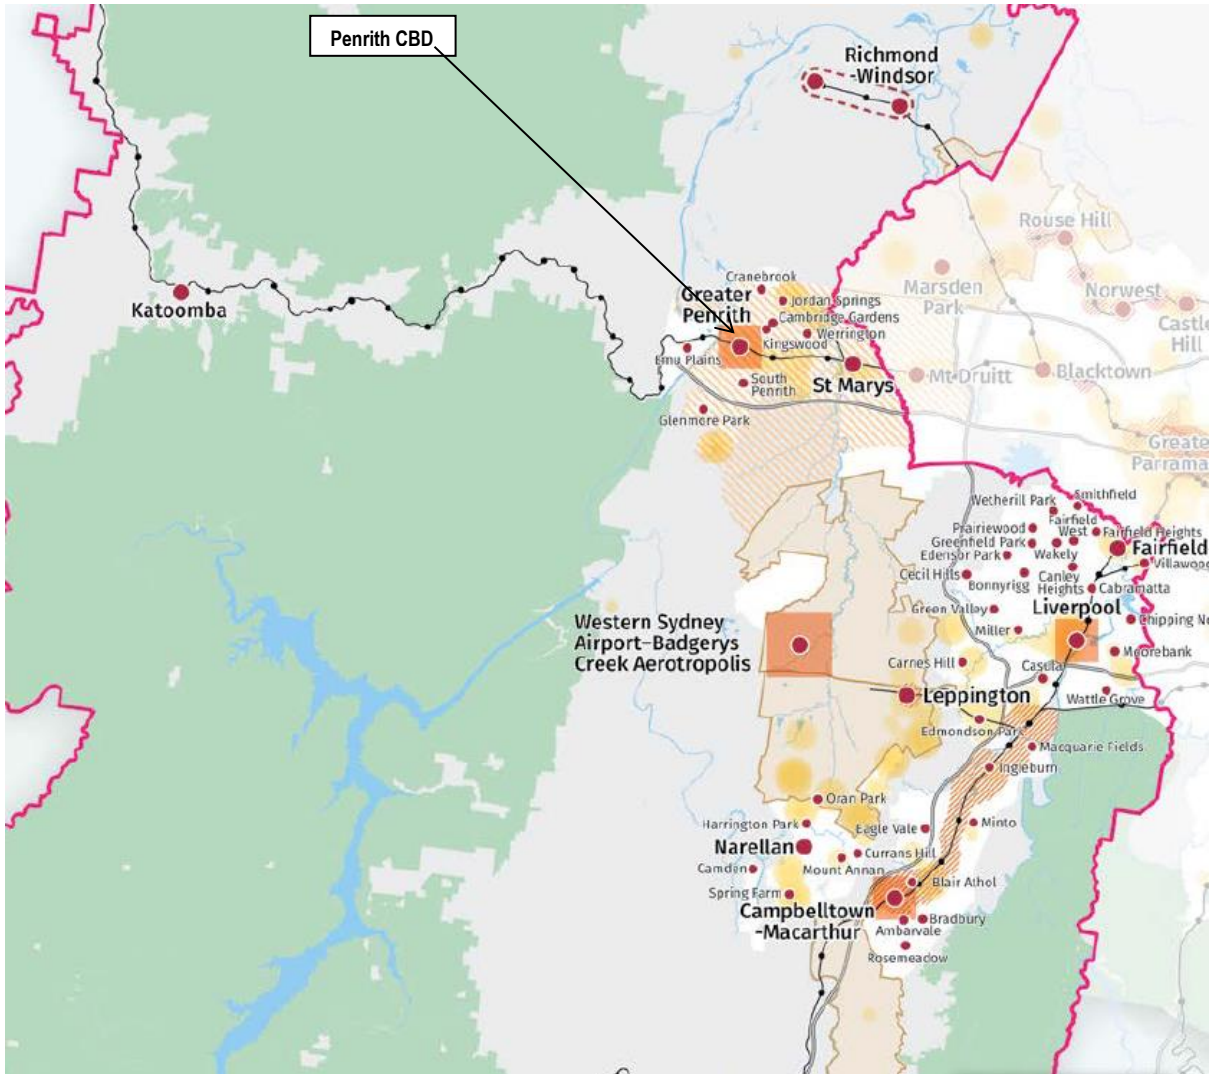 Penrith CBD
Richmond
-Windsor
Rouse Hill
Marsden
Park
Norwest
Castle
Hill
Katoomba
Cranebrook
Greater
Penrith
Jordan Springs
Cambridge Gardens
Werrington
Kingswood
Emu Plains
South
Penrith
St Marys
Mt Druitt
Blacktown
Glenmore Park
Greate
Parrama
Wetherill Park
Smithfield
Prairiewood
Fairfield
West
Fairfield Heights
Greenfield Park
Edensor Park
Wakely
Fairfield
Villawood
Cecil Hills
Bonnyrigg
Canley
Heights
Cabramatta
Green Valley
Liverpool
Chipping No
Miller
Western Sydney
Airport–Badgerys
Creek Aerotropolis
Carnes Hill
Casula
Moorebank
Leppington
Wattle Grove
Edmondson Park
Macquarie Fields
Ingleburn
Oran Park
Harrington Park
Eagle Vale
Minto
Narellan
Currans Hill
Mount Annan
Camden
Blair Athol
Spring Farm
Campbelltown
-Macarthur
Bradbury
Ambarvale
Rosemeadow